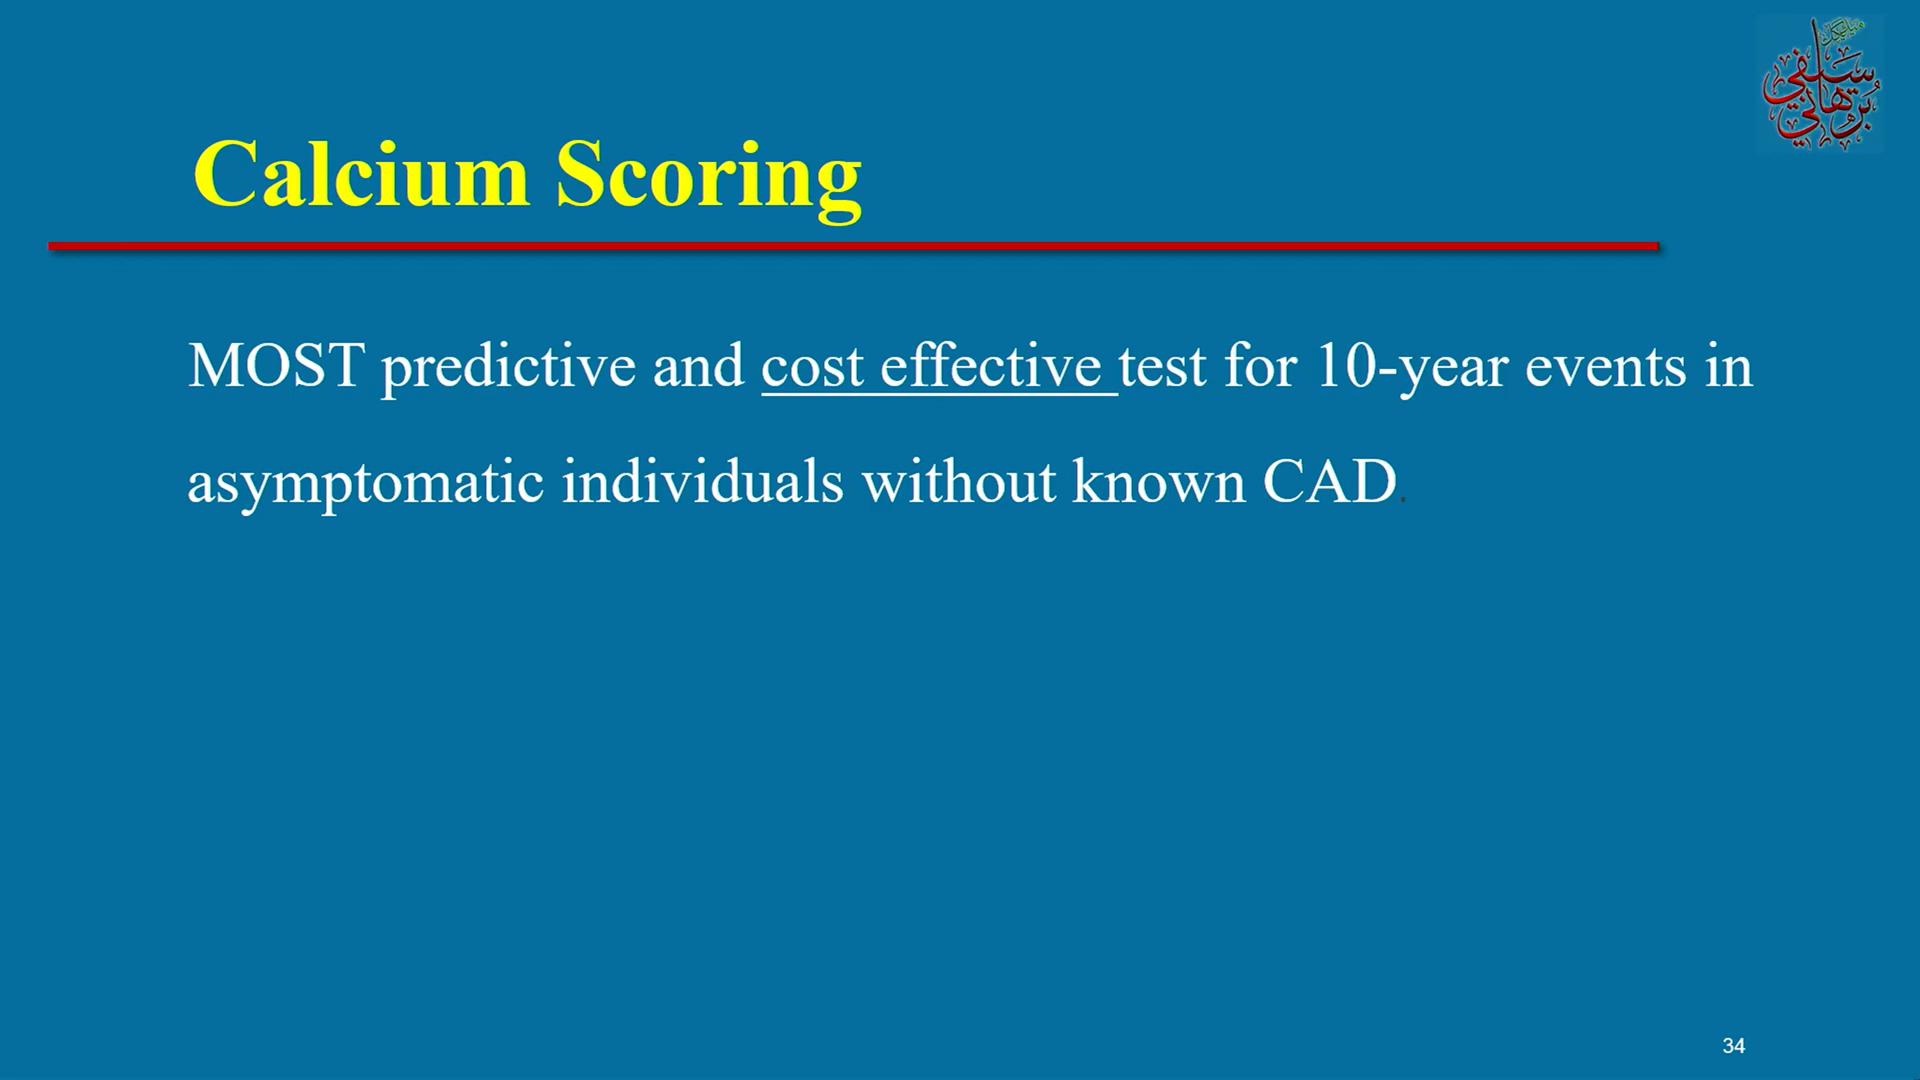 Calcium Scoring
MOST predictive and cost effective test for 10-year events in
asymptomatic individuals without known CAD.
34